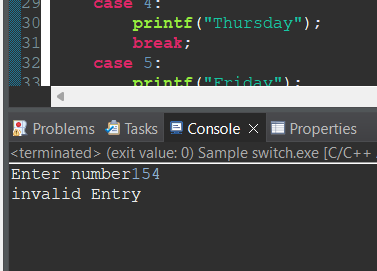 29 case 4:
30 printf("Thursday");
31 break;
32 case 5:
33 printf("Friday");
Problems Tasks Console Properties
<terminated> (exit value: 0) Sample switch.exe [C/C++
Enter number154
invalid Entry